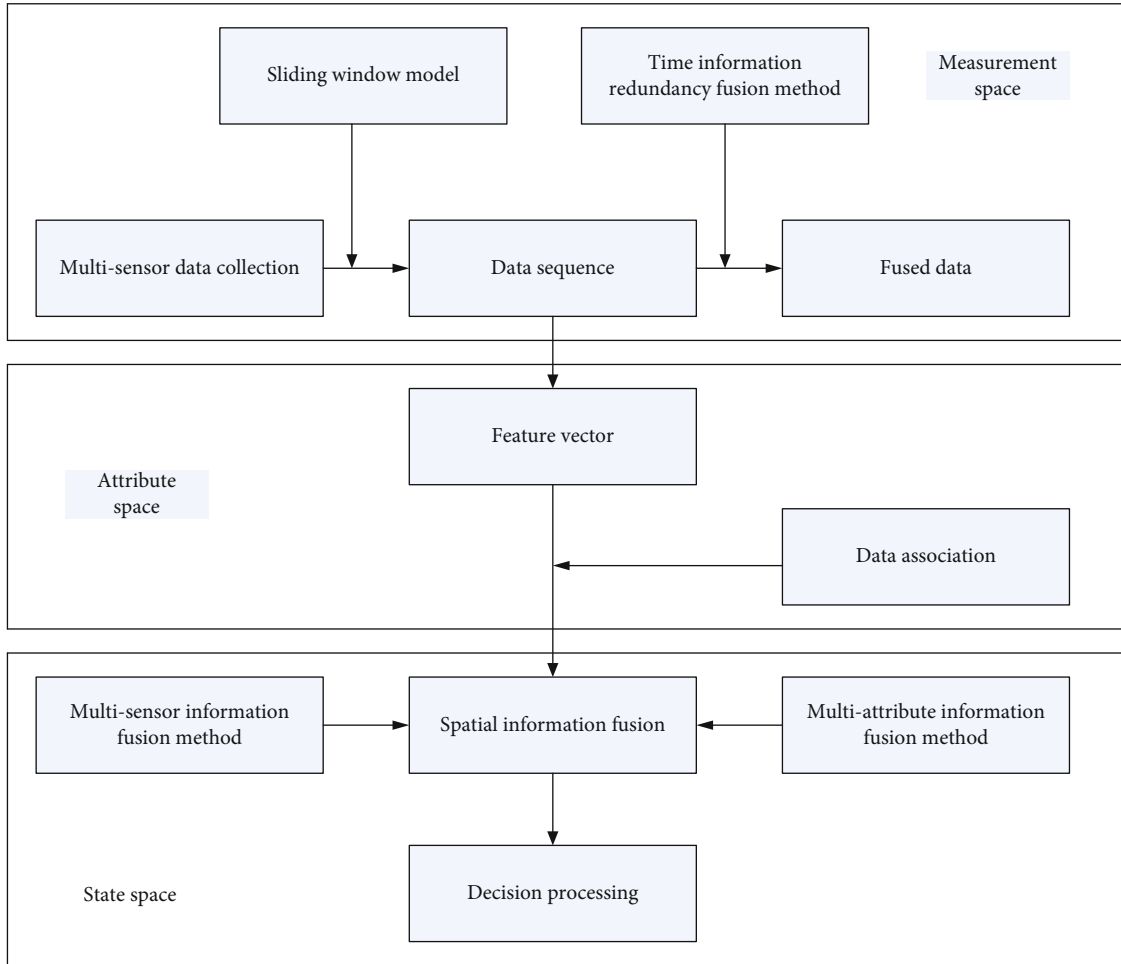 Sliding window model
Time information
redundancy fusion method
Measurement
space
Multi-sensor data collection
Data sequence
Fused data
Feature vector
Attribute
space
Data association
Multi-sensor information
fusion method
Spatial information fusion
Multi-attribute information
fusion method
State space
Decision processing